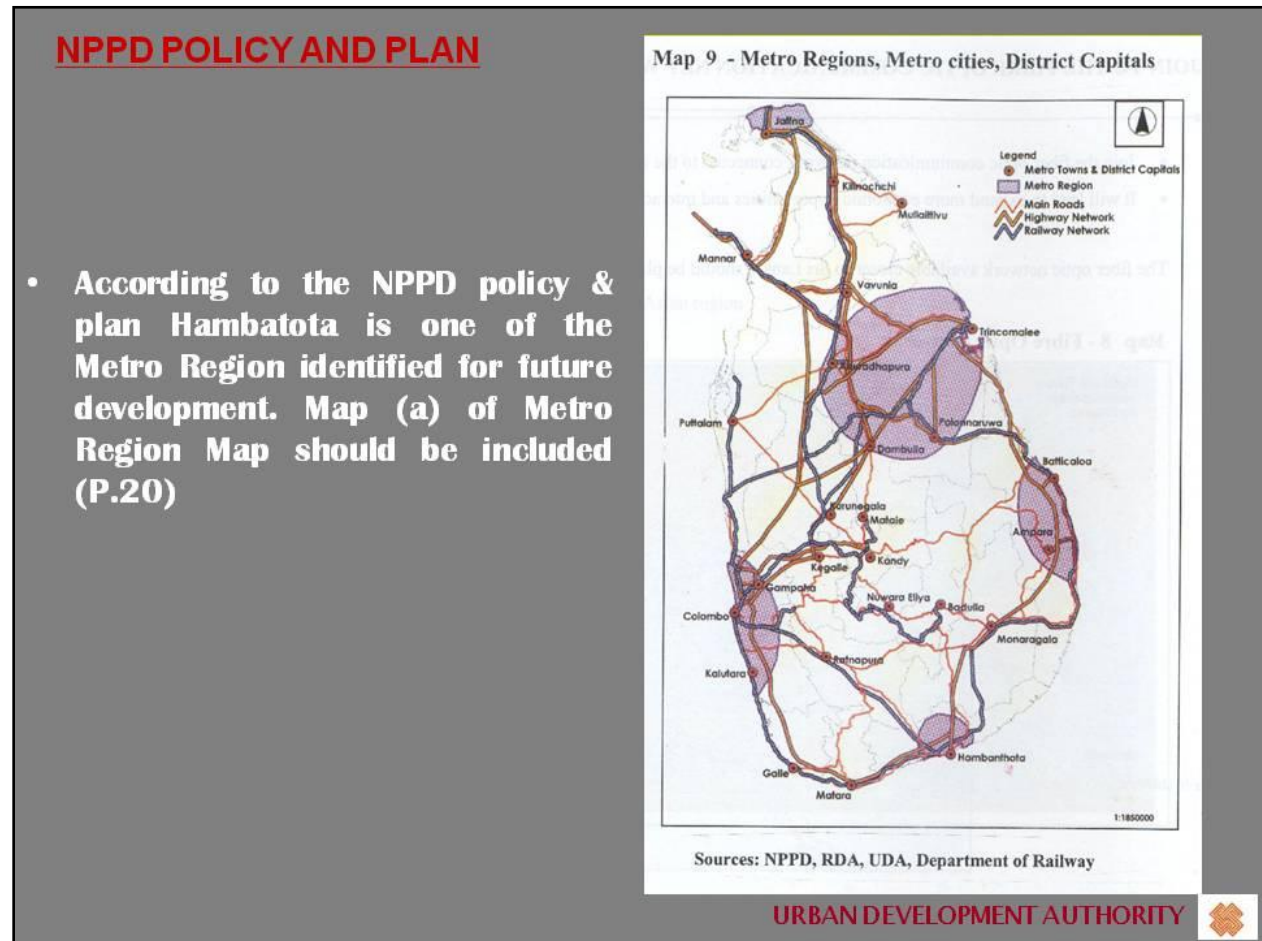 NPPD POLICY AND PLAN
• According to the NPPD policy &
plan Hambatota is one of the
Metro Region identified for future
development. Map (a) of Metro
Region Map should be included
(P.20)
Map 9 - Metro Regions, Metro cities, District Capitals
Legend
Metro Towns & District Capitals
Metro Region
Main Roads
Highway Network
Railway Network
Jaffna
Kilinochchi
Mullaitivu
Mannar
Vavunia
Trincomalee
Anuradhapura
Puttalam
Polonnaruwa
Dambulla
Batticaloa
Kurunegala
Matale
Ampara
Kegalle
Kandy
Gampaha
Nuwara Eliya
Badulla
Colombo
Monaragala
Ratnapura
Kalutara
Hambanthota
Galle
Matara
1:1850000
Sources: NPPD, RDA, UDA, Department of Railway
URBAN DEVELOPMENT AUTHORITY